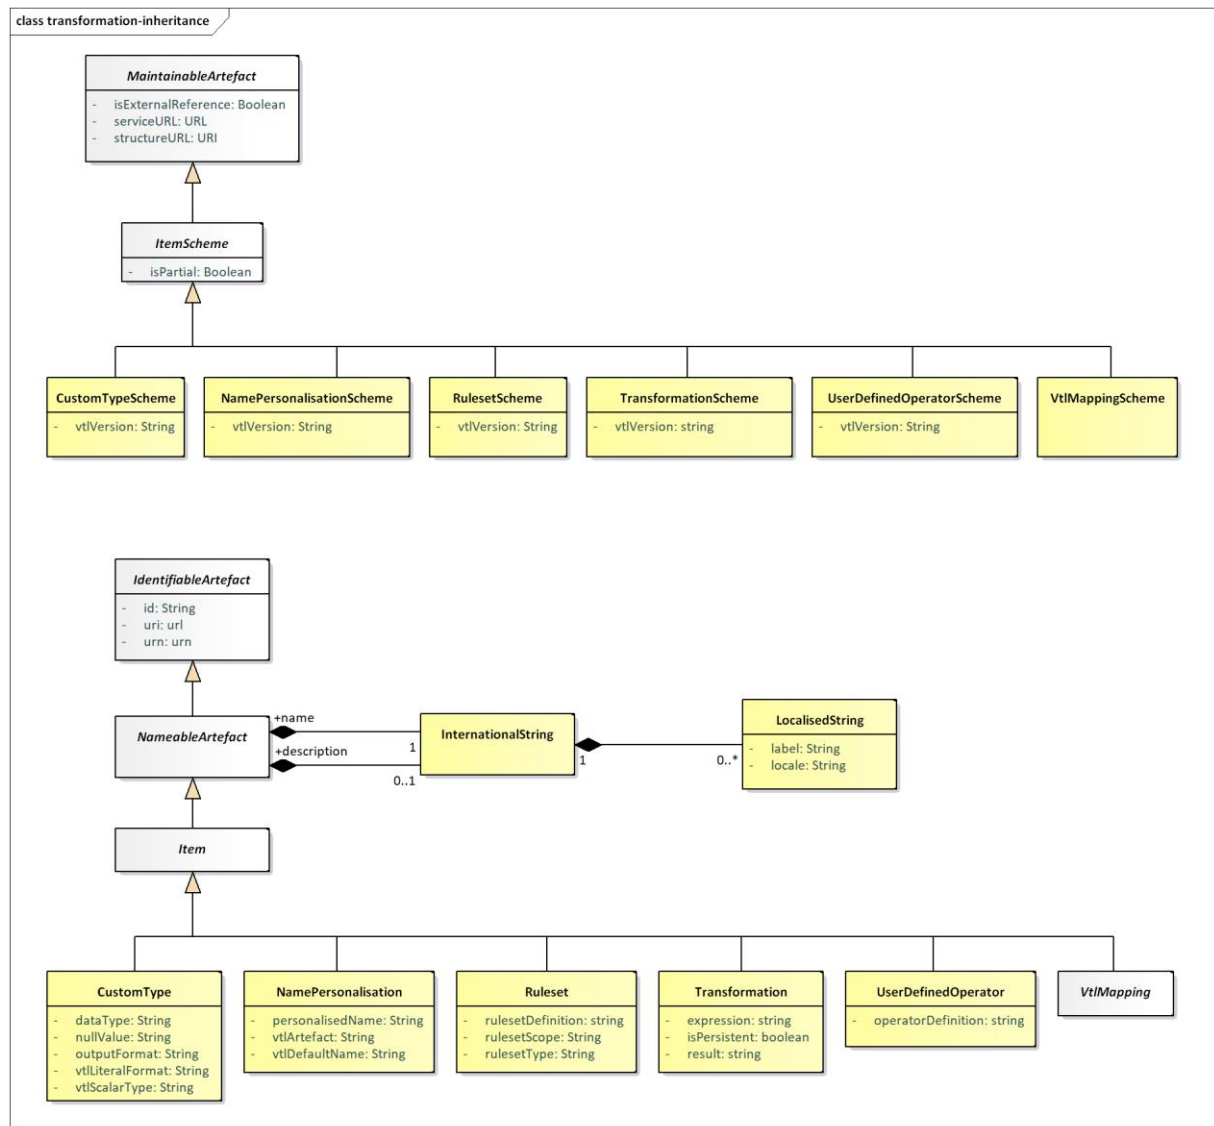 class transformation-inheritance
MaintainableArtefact
- isExternalReference: Boolean
- serviceURL: URL
- structureURL: URI
ItemScheme
- isPartial: Boolean
CustomTypeScheme
- vtlVersion: String
NamePersonalisationScheme
- vtlVersion: String
RulesetScheme
- vtlVersion: String
TransformationScheme
- vtlVersion: string
UserDefinedOperatorScheme
- vtlVersion: String
VtlMappingScheme
IdentifiableArtefact
- id: String
- uri: url
- urn: urn
NameableArtefact
+name
1
+description
0..1
InternationalString
1
0..*
LocalisedString
- label: String
- locale: String
Item
CustomType
- dataType: String
- nullValue: String
- outputFormat: String
- vtlLiteralFormat: String
- vtlScalarType: String
NamePersonalisation
- personalisedName: String
- vtlArtefact: String
- vtlDefaultName: String
Ruleset
- rulesetDefinition: string
- rulesetScope: String
- rulesetType: String
Transformation
- expression: string
- isPersistent: boolean
- result: string
UserDefinedOperator
- operatorDefinition: string
VtlMapping